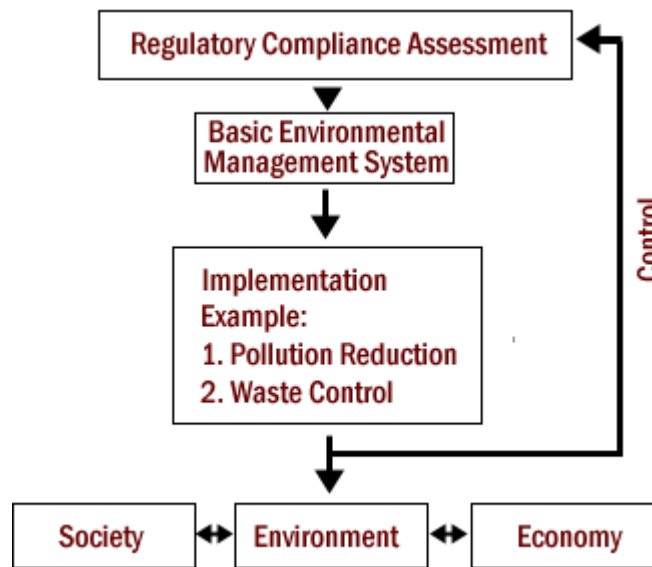 Regulatory Compliance Assessment
Basic Environmental
Management System
Implementation
Example:
1. Pollution Reduction
2. Waste Control
Control
Society
Environment
Economy